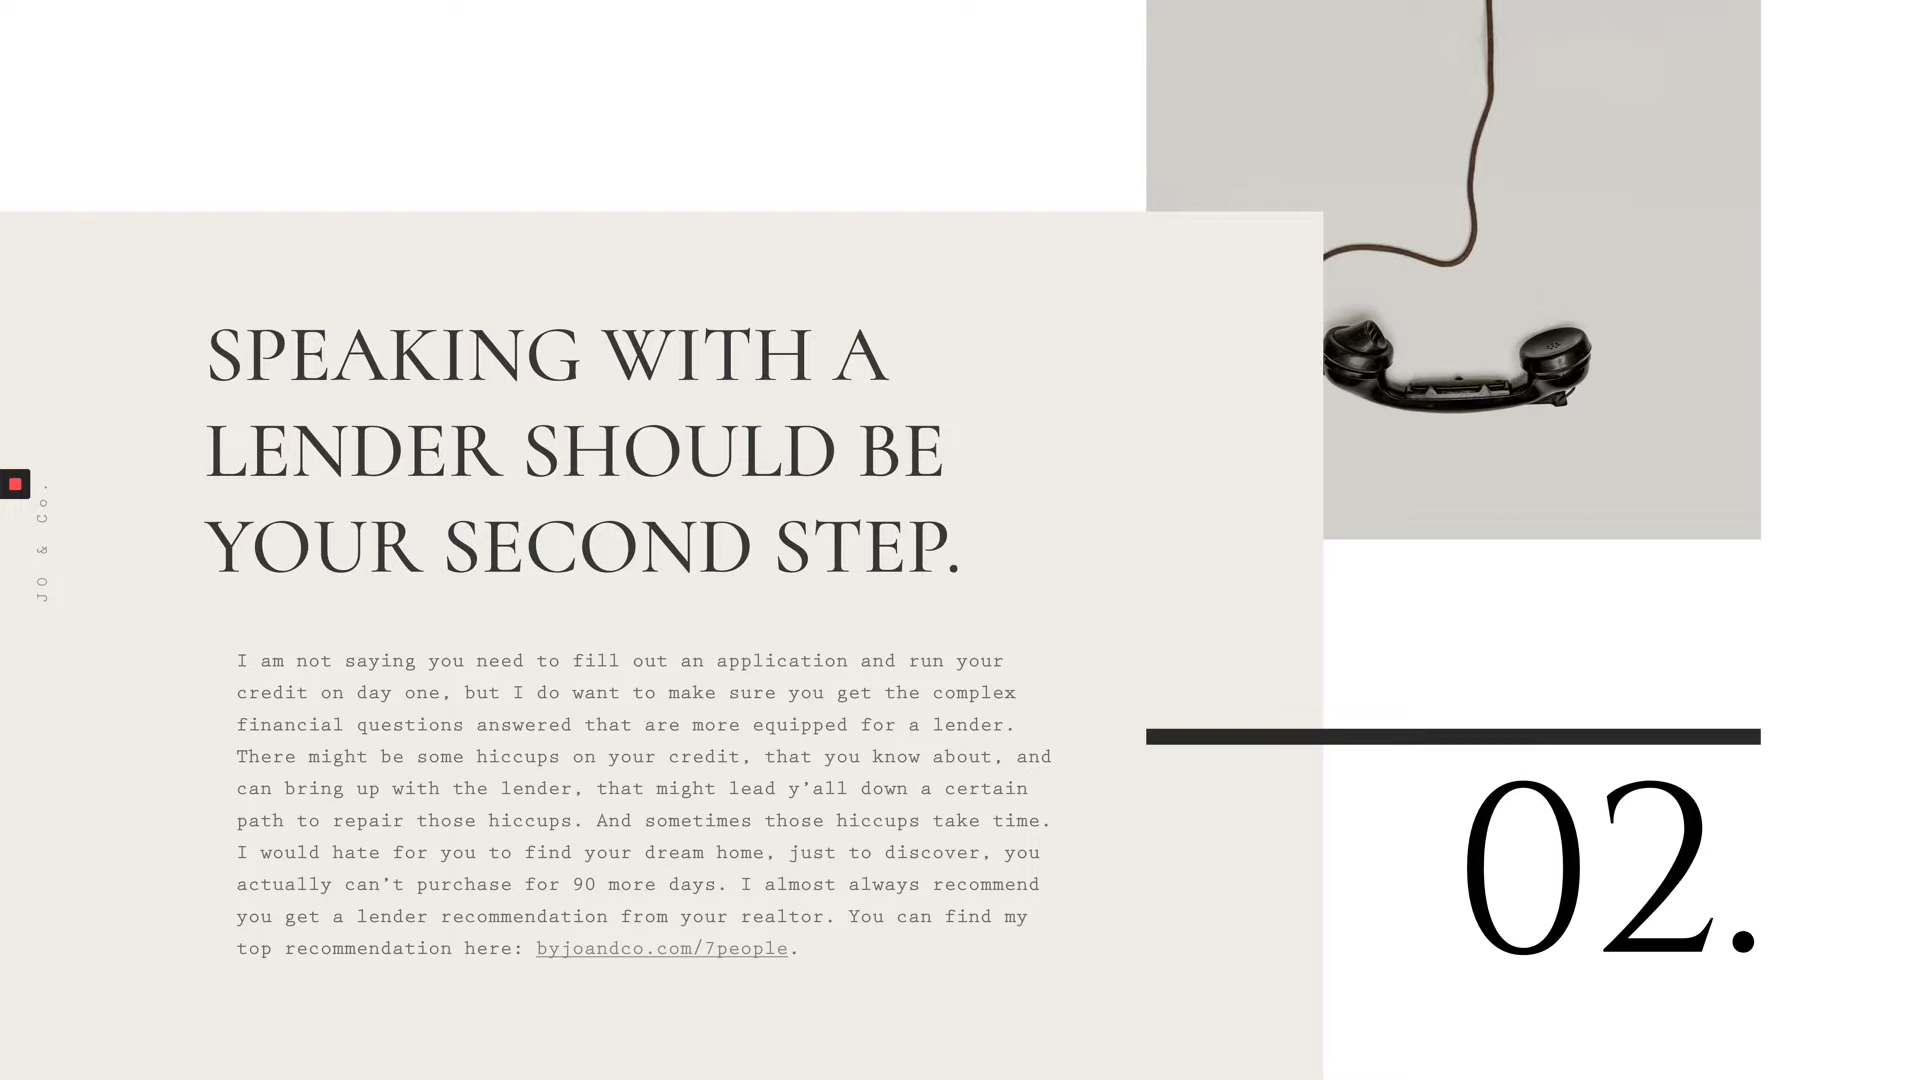 SPEAKING WITH A
LENDER SHOULD BE
YOUR SECOND STEP.
JO & Co.
I am not saying you need to fill out an application and run your
credit on day one, but I do want to make sure you get the complex
financial questions answered that are more equipped for a lender.
There might be some hiccups on your credit, that you know about, and
can bring up with the lender, that might lead y’all down a certain
path to repair those hiccups. And sometimes those hiccups take time.
I would hate for you to find your dream home, just to discover, you
actually can’t purchase for 90 more days. I almost always recommend
you get a lender recommendation from your realtor. You can find my
top recommendation here: byjoandco.com/7people.
02.